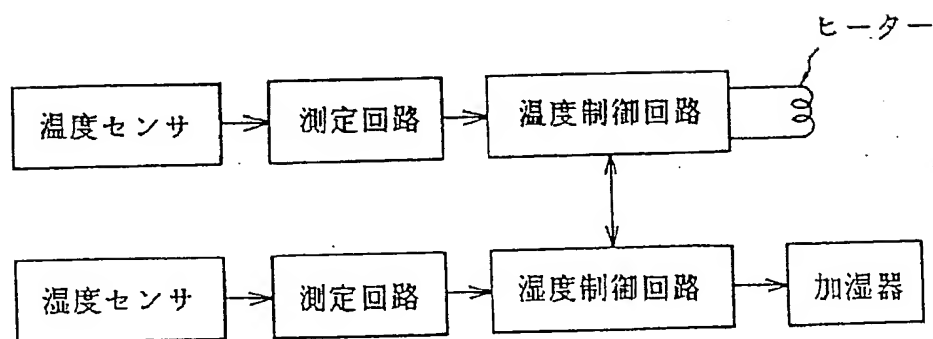 ヒーター
温度センサ
測定回路
温度制御回路
湿度センサ
測定回路
湿度制御回路
加湿器